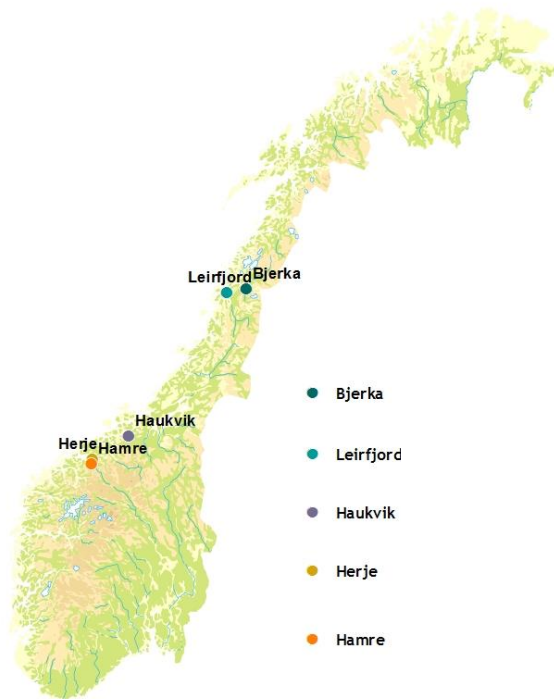 Leirfjord Bjerka
Haukvik
Herje Hamre
Bjerka
Leirfjord
Haukvik
Herje
Hamre